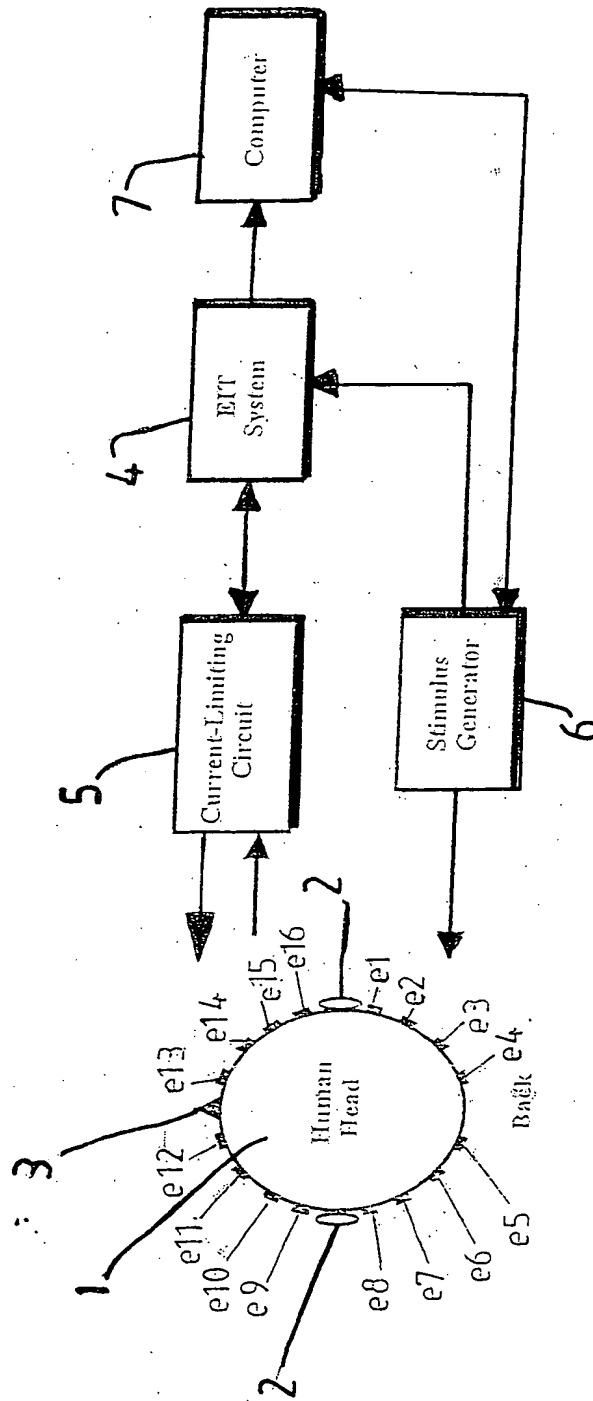 1
3
2
e12
e13
e11
e14
e10
e15
e9
e16
2
Human
Head
e8
e1
e7
e2
e6
e3
e5
e4
Back
5
Current-Limiting
Circuit
4
EIT
System
7
Computer
Stimulus
Generator
6